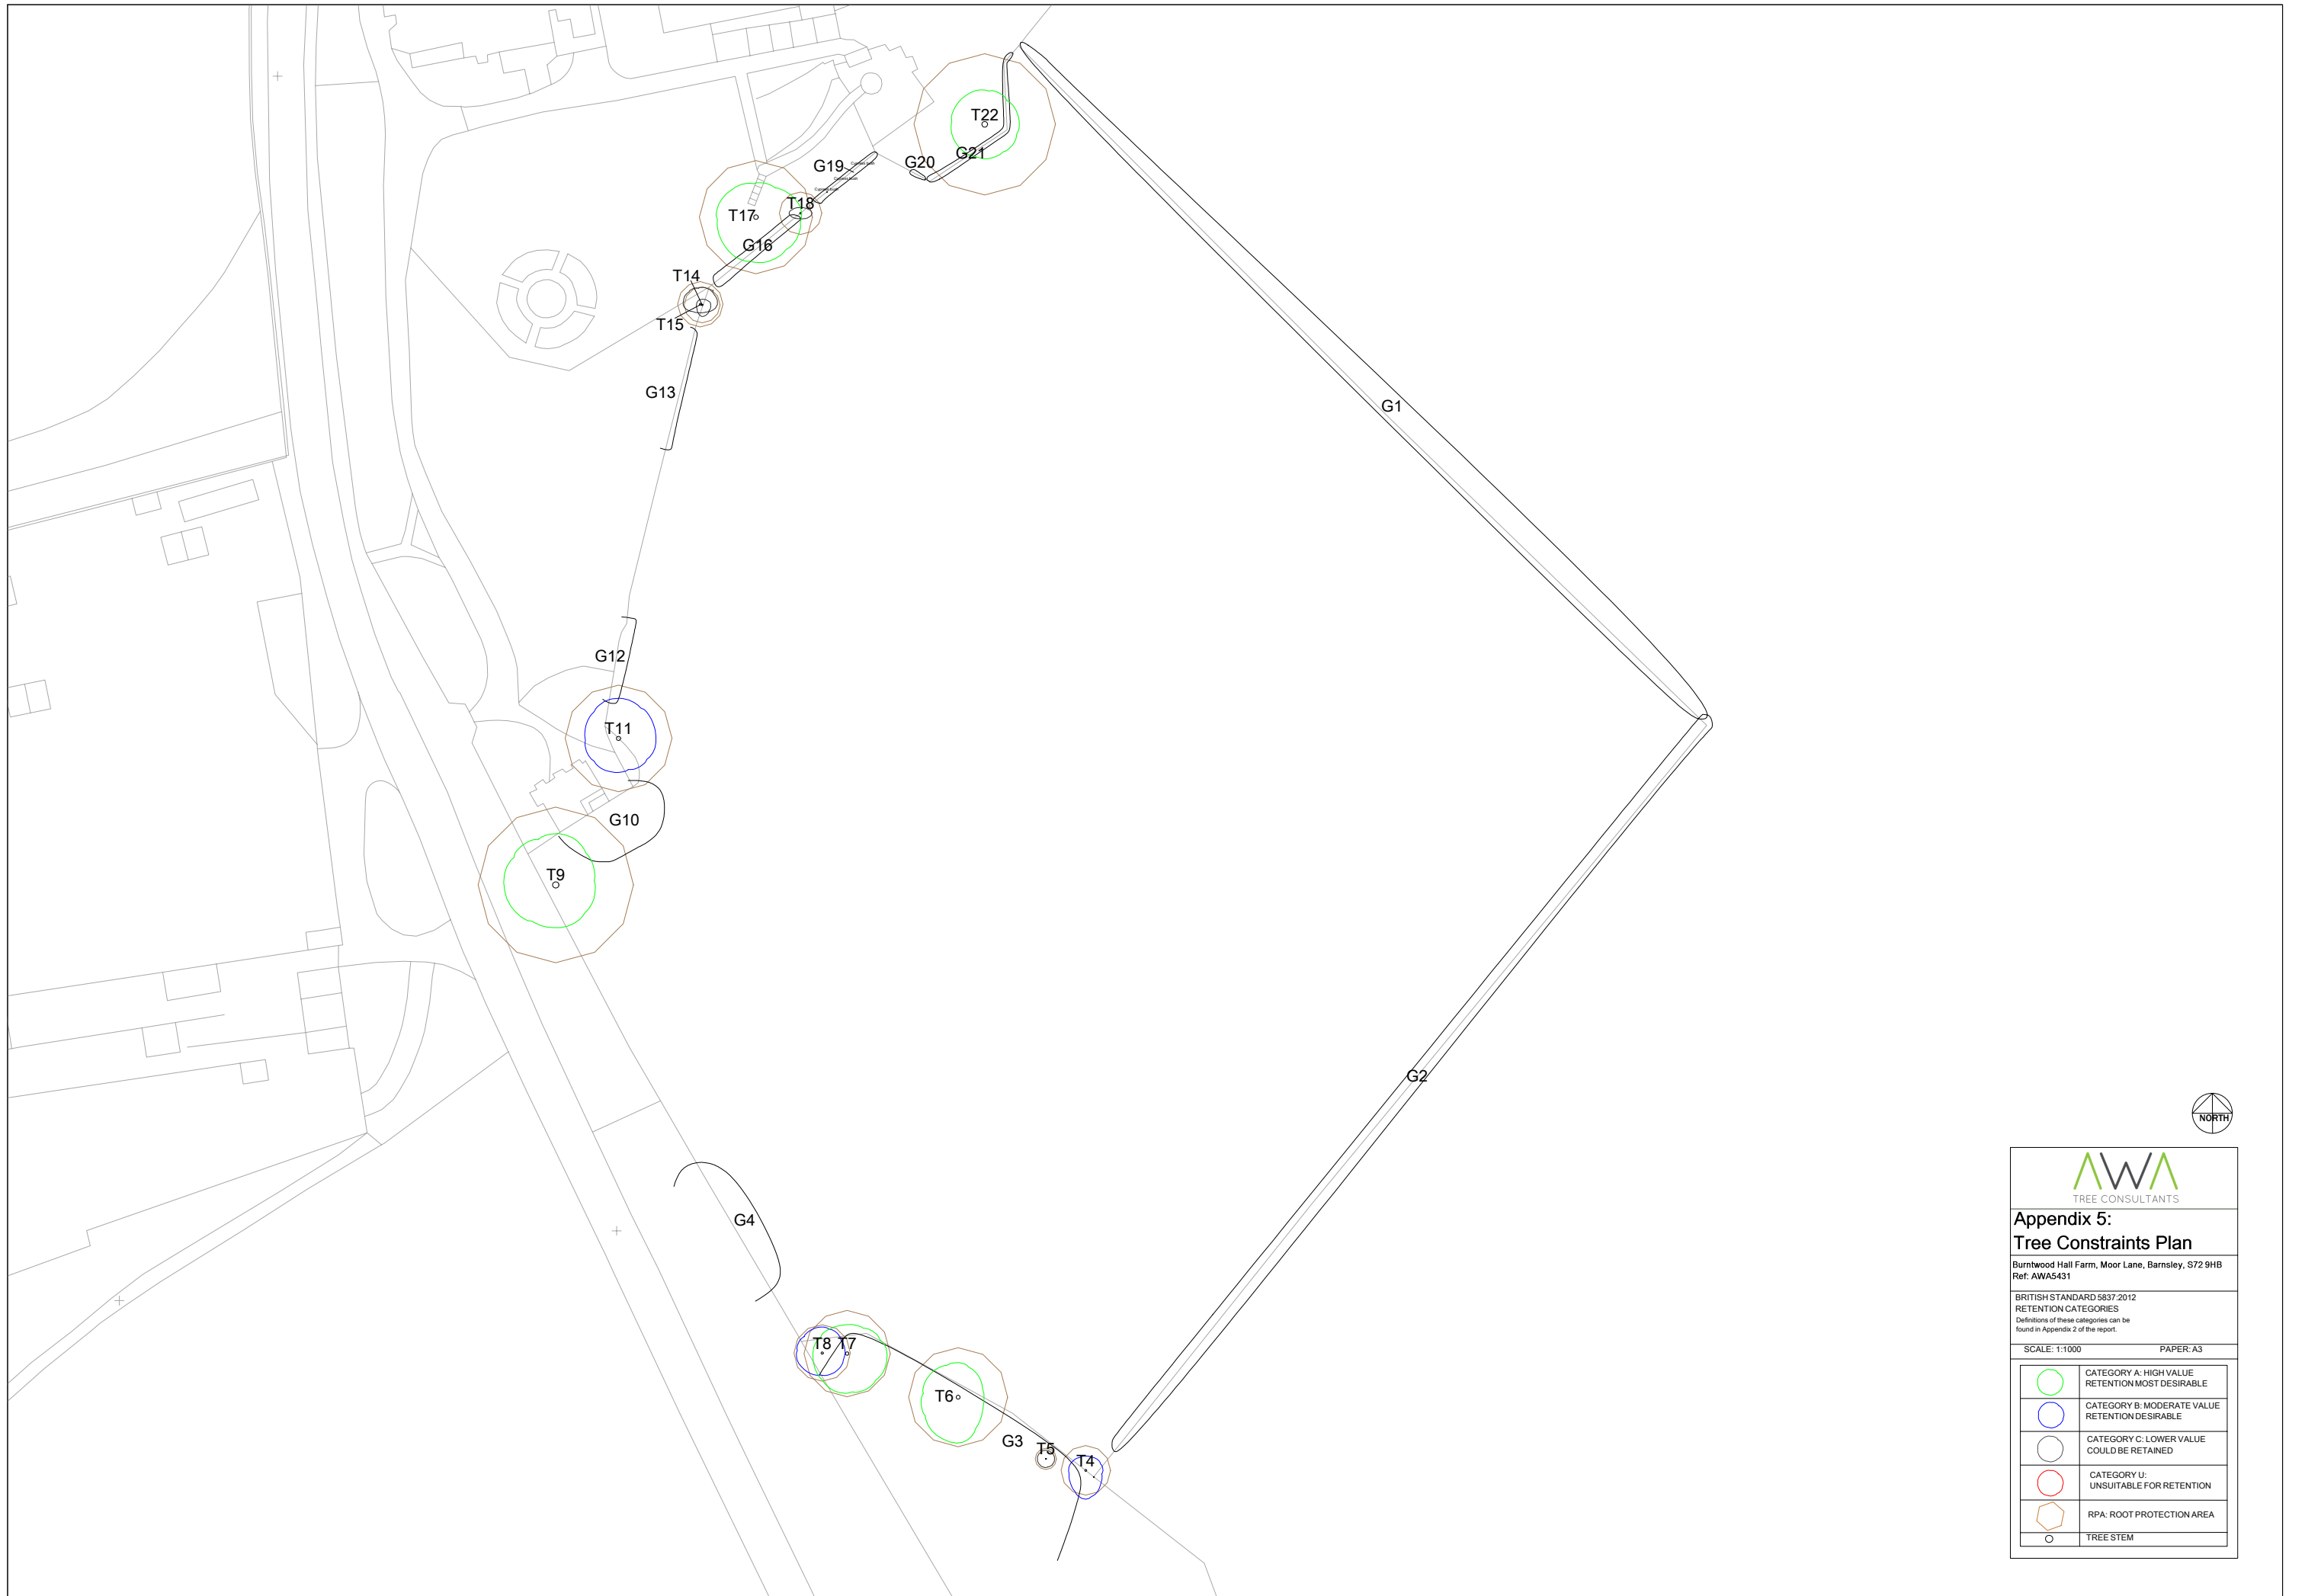 T22
G21
G20
G19
T18
T17
G16
T14
T15
G13
G1
G12
T11
G10
T9
G2
G4
T8 T7
T6
G3
T5
T4
NORTH
AWA
TREE CONSULTANTS
Appendix 5:
Tree Constraints Plan
Burntwood Hall Farm, Moor Lane, Barnsley, S72 9HB
Ref: AWA5431
BRITISH STANDARD 5837:2012
RETENTION CATEGORIES
Definitions of these categories can be
found in Appendix 2 of the report.
SCALE: 1:1000 PAPER: A3
CATEGORY A: HIGH VALUE
RETENTION MOST DESIRABLE
CATEGORY B: MODERATE VALUE
RETENTION DESIRABLE
CATEGORY C: LOWER VALUE
COULD BE RETAINED
CATEGORY U:
UNSUITABLE FOR RETENTION
RPA: ROOT PROTECTION AREA
TREE STEM